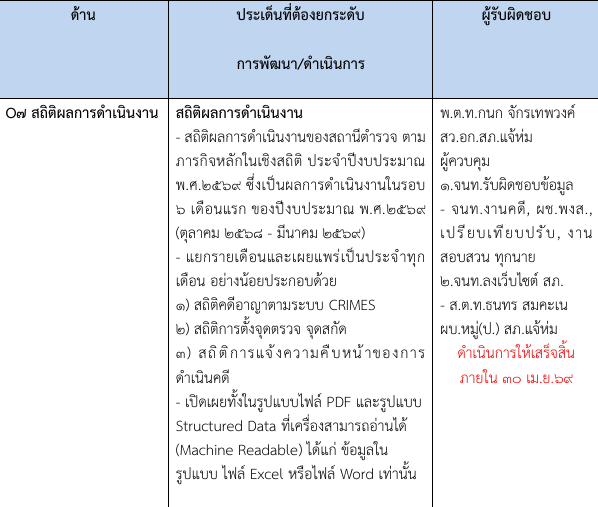 ด้าน
ประเด็นที่ต้องยกระดับ
การพัฒนา/ดำเนินการ
ผู้รับผิดชอบ
O๗ สถิติผลการดำเนินงาน
สถิติผลการดำเนินงาน
- สถิติผลการดำเนินงานของสถานีตำรวจ ตาม
ภารกิจหลักในเชิงสถิติ ประจำปีงบประมาณ
พ.ศ.๒๕๖๙ ซึ่งเป็นผลการดำเนินงานในรอบ
๖ เดือนแรก ของปีงบประมาณ พ.ศ.๒๕๖๙
(ตุลาคม ๒๕๖๘ - มีนาคม ๒๕๖๙)
- แยกรายเดือนและเผยแพร่เป็นประจำทุก
เดือน อย่างน้อยประกอบด้วย
๑) สถิติคดีอาญาตามระบบ CRIMES
๒) สถิติการตั้งจุดตรวจ จุดสกัด
๓) สถิติการแจ้งความคืบหน้าของการ
ดำเนินคดี
- เปิดเผยทั้งในรูปแบบไฟล์ PDF และรูปแบบ
Structured Data ที่เครื่องสามารถอ่านได้
(Machine Readable) ได้แก่ ข้อมูลใน
รูปแบบ ไฟล์ Excel หรือไฟล์ Word เท่านั้น
พ.ต.ท.กนก จักรเทพวงค์
สว.อก.สภ.แจ้ห่ม
ผู้ควบคุม
๑.จนท.รับผิดชอบข้อมูล
- จนท.งานคดี, ผช.พงส.,
เปรียบเทียบปรับ, งาน
สอบสวน ทุกนาย
๒.จนท.ลงเว็บไซต์ สภ.
- ส.ต.ท.ธนทร สมคะเน
ผบ.หมู่(ป.) สภ.แจ้ห่ม
ดำเนินการให้เสร็จสิ้น
ภายใน ๓๐ เม.ย.๖๙